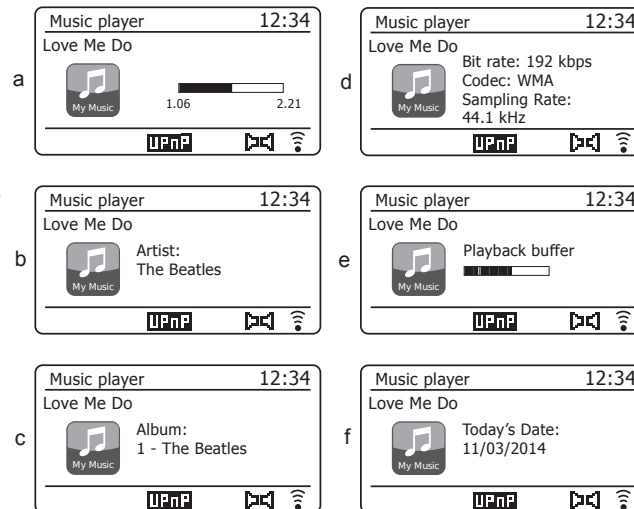 a
Music player 12:34
Love Me Do
My Music
1.06 2.21
UPnP
b
Music player 12:34
Love Me Do
My Music
Artist:
The Beatles
UPnP
c
Music player 12:34
Love Me Do
My Music
Album:
1 - The Beatles
UPnP
d
Music player 12:34
Love Me Do
My Music
Bit rate: 192 kbps
Codec: WMA
Sampling Rate:
44.1 kHz
UPnP
e
Music player 12:34
Love Me Do
My Music
Playback buffer
UPnP
f
Music player 12:34
Love Me Do
My Music
Today's Date:
11/03/2014
UPnP